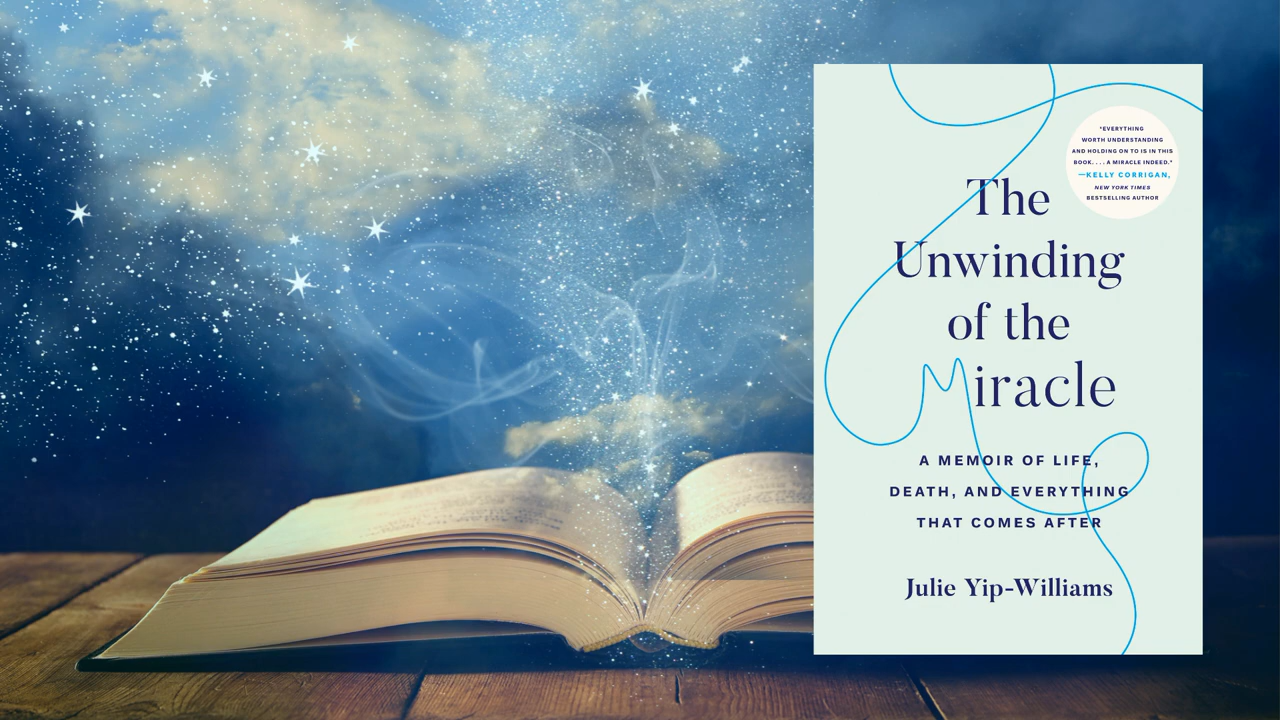 "EVERYTHING
WORTH UNDERSTANDING
AND HOLDING ON TO IS IN THIS
BOOK. . . . A MIRACLE INDEED."
—KELLY CORRIGAN,
NEW YORK TIMES
BESTSELLING AUTHOR
The
Unwinding
of the
Miracle
A MEMOIR OF LIFE,
DEATH, AND EVERYTHING
THAT COMES AFTER
Julie Yip-Williams